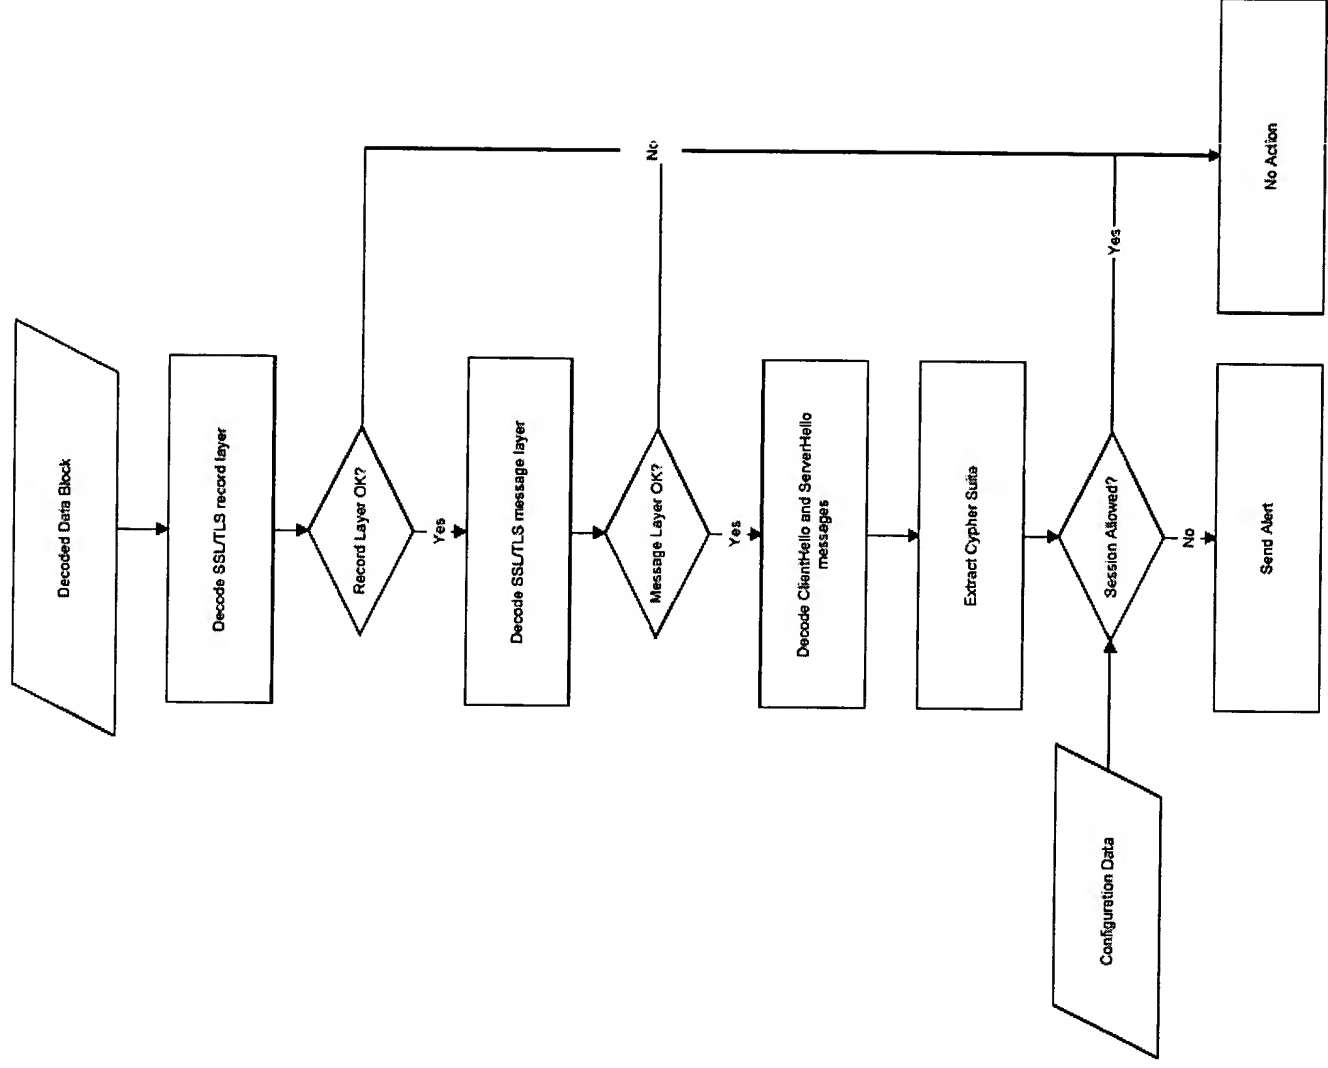 Decoded Data Block
Decode SSL/TLS record layer
Record Layer OK?
Yes
Decode SSL/TLS message layer
Message Layer OK?
No
Yes
Decode ClientHello and ServerHello
messages
Extract Cypher Suite
Configuration Data
Session Allowed?
Yes
No
Send Alert
No Action